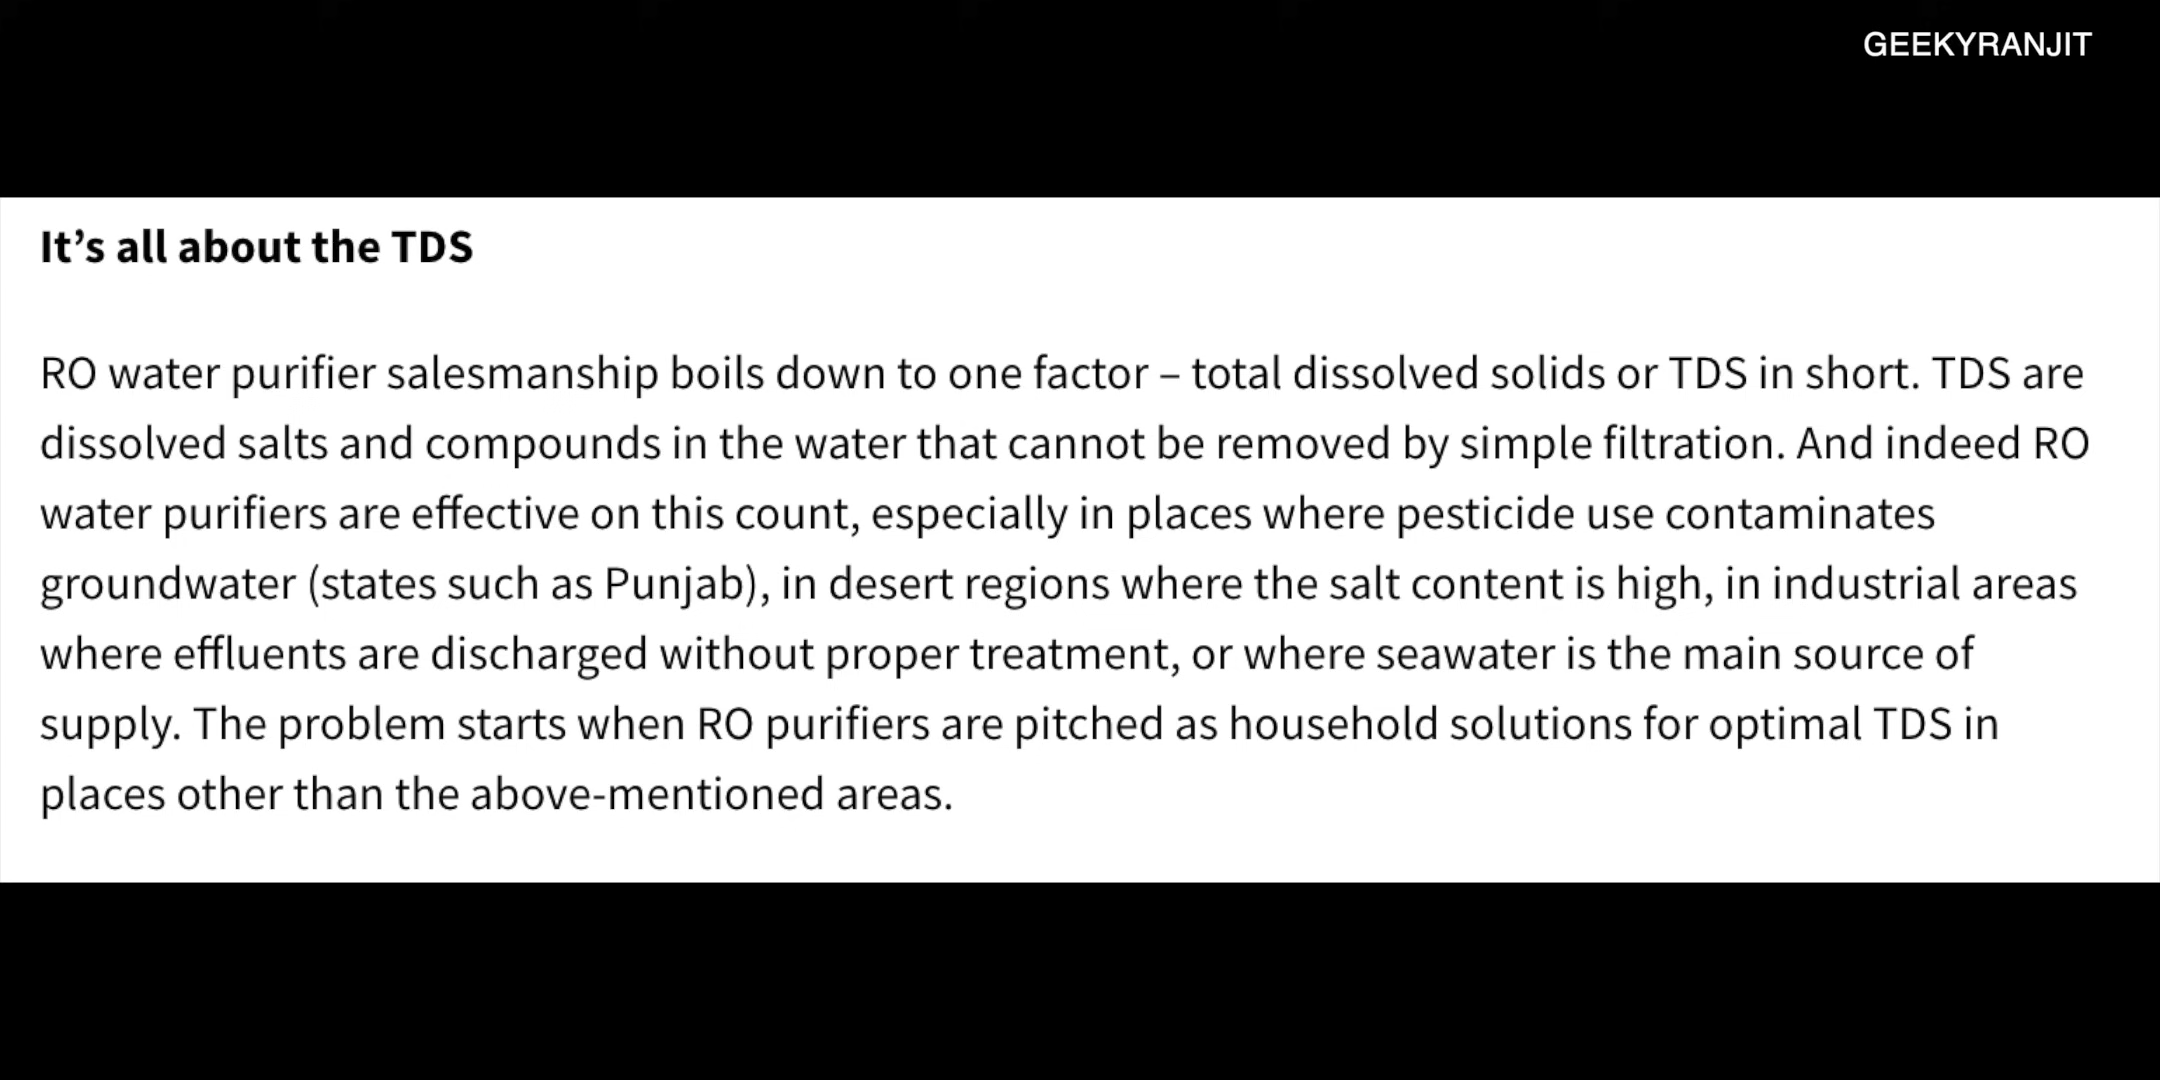 GEEKYRANJIT
It’s all about the TDS
RO water purifier salesmanship boils down to one factor – total dissolved solids or TDS in short. TDS are
dissolved salts and compounds in the water that cannot be removed by simple filtration. And indeed RO
water purifiers are effective on this count, especially in places where pesticide use contaminates
groundwater (states such as Punjab), in desert regions where the salt content is high, in industrial areas
where effluents are discharged without proper treatment, or where seawater is the main source of
supply. The problem starts when RO purifiers are pitched as household solutions for optimal TDS in
places other than the above-mentioned areas.